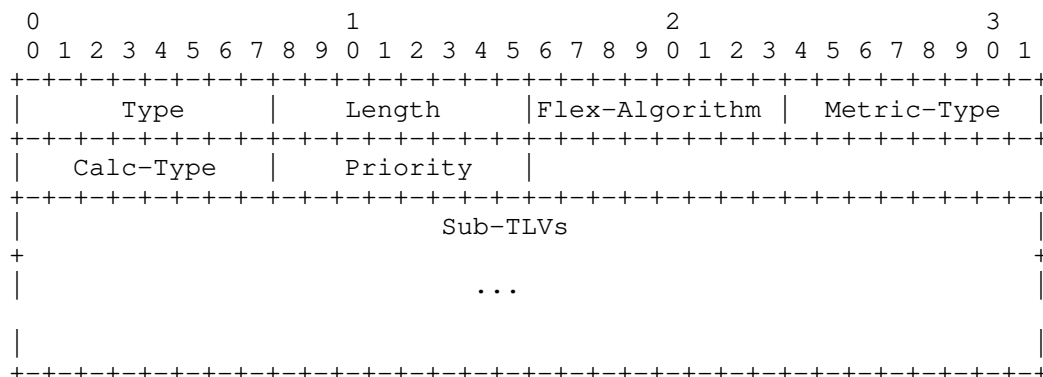 0                   1                   2                   3
 0 1 2 3 4 5 6 7 8 9 0 1 2 3 4 5 6 7 8 9 0 1 2 3 4 5 6 7 8 9 0 1
+-+-+-+-+-+-+-+-+-+-+-+-+-+-+-+-+-+-+-+-+-+-+-+-+-+-+-+-+-+-+-+-+
|      Type     |    Length     |Flex-Algorithm |  Metric-Type  |
+-+-+-+-+-+-+-+-+-+-+-+-+-+-+-+-+-+-+-+-+-+-+-+-+-+-+-+-+-+-+-+-+
|   Calc-Type   |    Priority   |
+-+-+-+-+-+-+-+-+-+-+-+-+-+-+-+-+-+-+-+-+-+-+-+-+-+-+-+-+-+-+-+-+
|                          Sub-TLVs                             |
+                                                               +
|                            ...                                |
|                                                               |
+-+-+-+-+-+-+-+-+-+-+-+-+-+-+-+-+-+-+-+-+-+-+-+-+-+-+-+-+-+-+-+-+